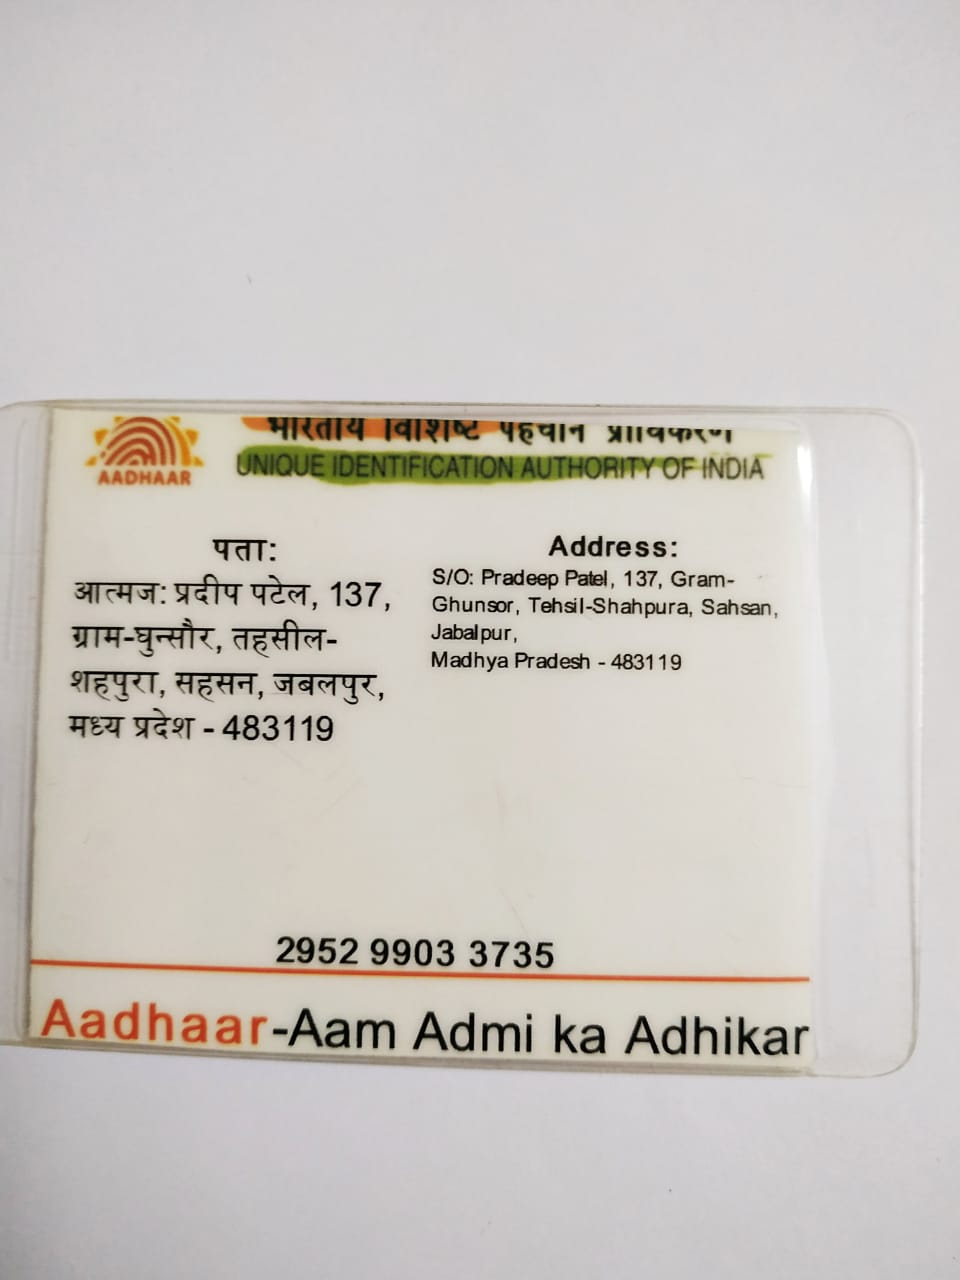 भारतीय विशिष्ट पहचान प्राधिकरण
AADHAAR
UNIQUE IDENTIFICATION AUTHORITY OF INDIA
पता:
आत्मज: प्रदीप पटेल, 137,
ग्राम-घुन्सौर, तहसील-
शहपुरा, सहसन, जबलपुर,
मध्य प्रदेश - 483119
Address:
S/O: Pradeep Patel, 137, Gram-
Ghunsor, Tehsil-Shahpura, Sahsan,
Jabalpur,
Madhya Pradesh - 483119
2952 9903 3735
Aadhaar-Aam Admi ka Adhikar